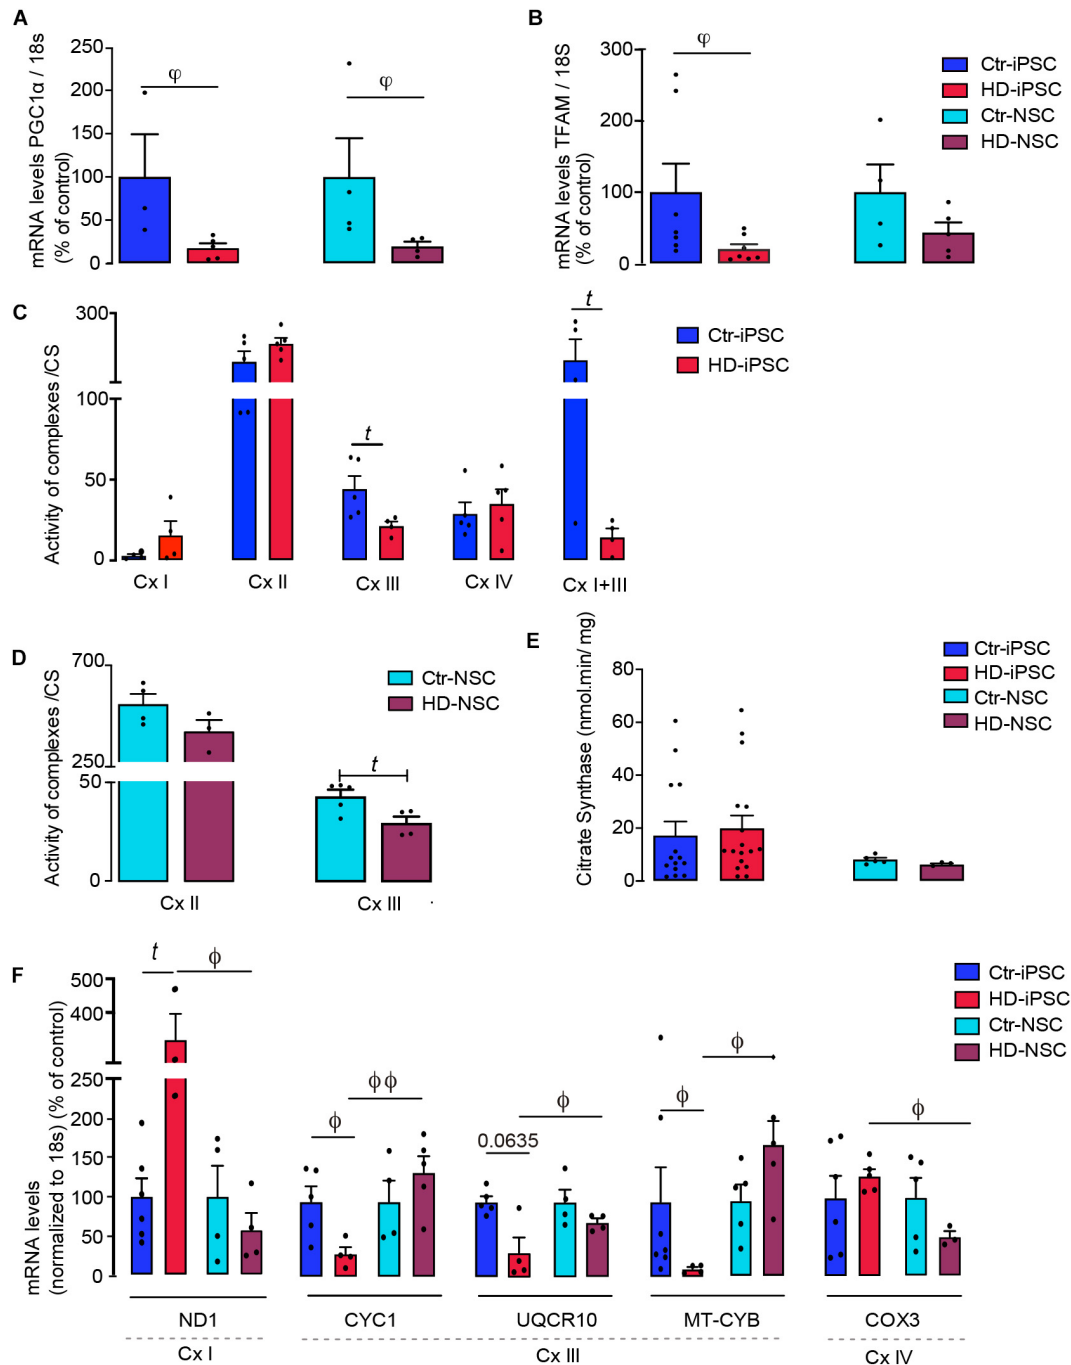 A
mRNA levels PGC1α / 18s
(% of control)
250
200
150
100
50
0
φ
φ
B
mRNA levels TFAM / 18S
(% of control)
300
200
100
0
φ
Ctr-iPSC
HD-iPSC
Ctr-NSC
HD-NSC
C
Activity of complexes /CS
300
100
50
0
t
t
Cx I
Cx II
Cx III
Cx IV
Cx I+III
Ctr-iPSC
HD-iPSC
D
Activity of complexes /CS
700
250
50
0
t
Cx II
Cx III
Ctr-NSC
HD-NSC
E
Citrate Synthase (nmol.min/ mg)
80
60
40
20
0
Ctr-iPSC
HD-iPSC
Ctr-NSC
HD-NSC
F
mRNA levels
(normalized to 18s) (% of control)
500
400
250
200
150
100
50
0
t
ϕ
ϕ
ϕϕ
0.0635
ϕ
ϕ
ϕ
ϕ
Ctr-iPSC
HD-iPSC
Ctr-NSC
HD-NSC
ND1
CYC1
UQCR10
MT-CYB
COX3
Cx I
Cx III
Cx IV